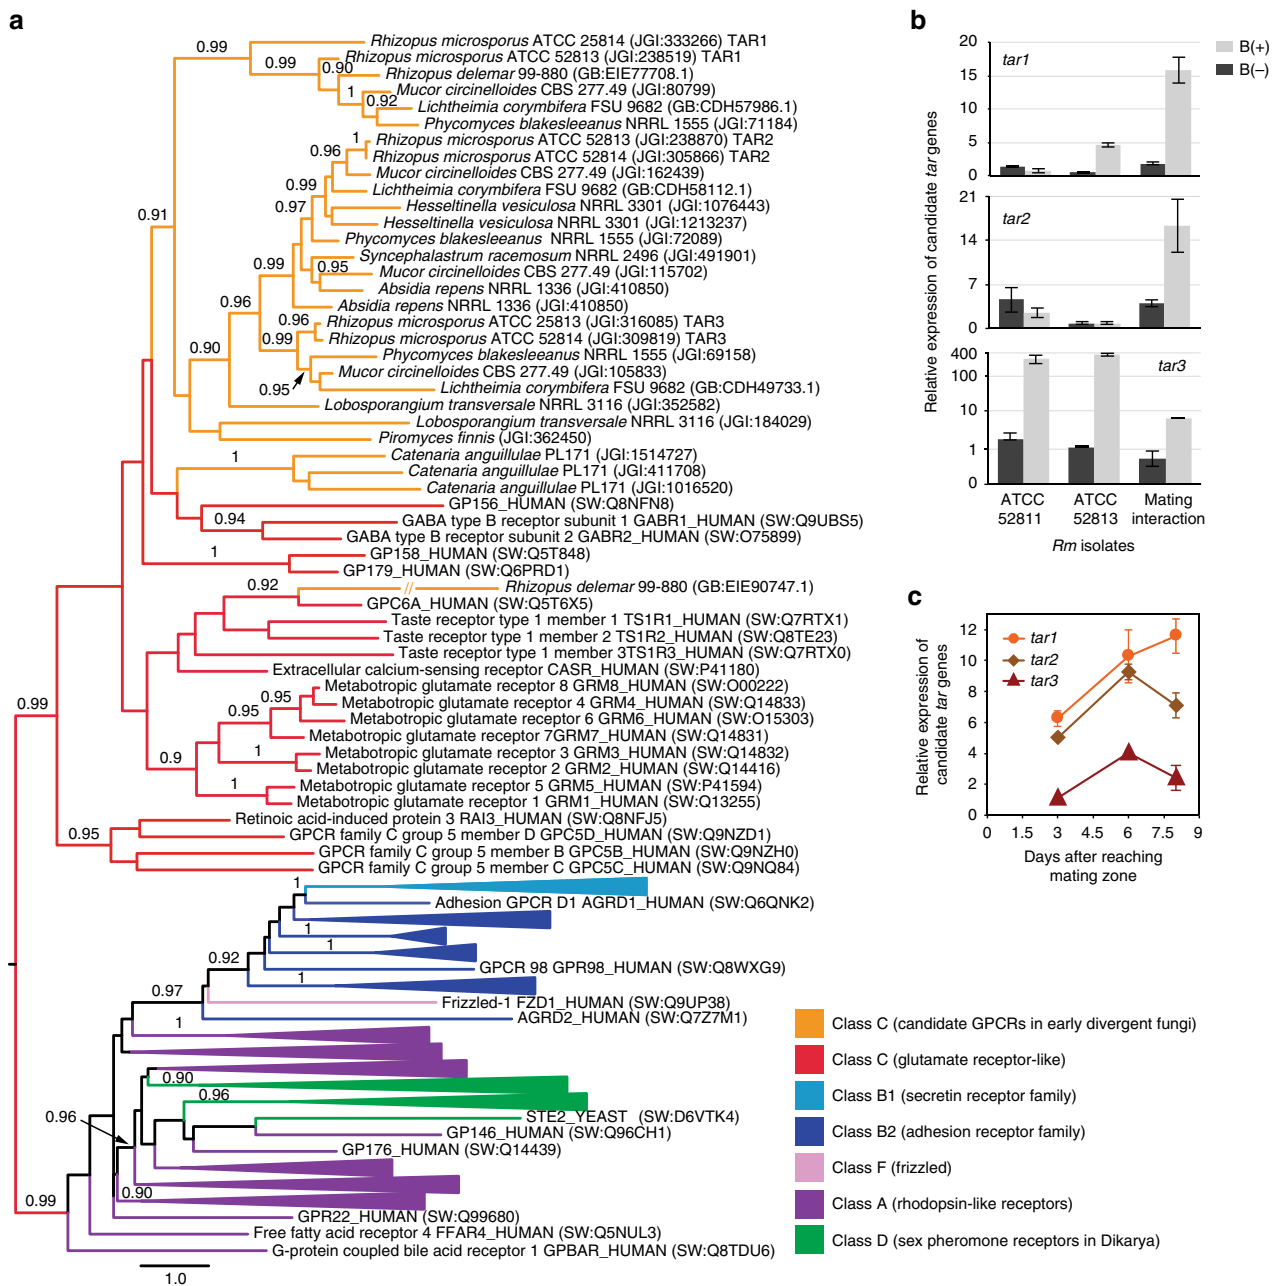 a
0.99
Rhizopus microsporus ATCC 25814 (JGI:333266) TAR1
Rhizopus microsporus ATCC 52813 (JGI:238519) TAR1
0.99
0.90
Rhizopus delemar 99-880 (GB:EIE77708.1)
1
Mucor circinelloides CBS 277.49 (JGI:80799)
0.92
Lichtheimia corymbifera FSU 9682 (GB:CDH57986.1)
Phycomyces blakesleeanus NRRL 1555 (JGI:71184)
1
Rhizopus microsporus ATCC 52813 (JGI:238870) TAR2
0.96
Rhizopus microsporus ATCC 52814 (JGI:305866) TAR2
Mucor circinelloides CBS 277.49 (JGI:162439)
0.99
Lichtheimia corymbifera FSU 9682 (GB:CDH58112.1)
0.97
Hesseltinella vesiculosa NRRL 3301 (JGI:1076443)
0.91
Hesseltinella vesiculosa NRRL 3301 (JGI:1213237)
Phycomyces blakesleeanus NRRL 1555 (JGI:72089)
Syncephalastrum racemosum NRRL 2496 (JGI:491901)
0.99
0.95
Mucor circinelloides CBS 277.49 (JGI:115702)
Absidia repens NRRL 1336 (JGI:410850)
0.96
Absidia repens NRRL 1336 (JGI:410850)
0.96
Rhizopus microsporus ATCC 25813 (JGI:316085) TAR3
0.99
Rhizopus microsporus ATCC 52814 (JGI:309819) TAR3
0.90
Phycomyces blakesleeanus NRRL 1555 (JGI:69158)
Mucor circinelloides CBS 277.49 (JGI:105833)
0.95
Lichtheimia corymbifera FSU 9682 (GB:CDH49733.1)
Lobosporangium transversale NRRL 3116 (JGI:352582)
Lobosporangium transversale NRRL 3116 (JGI:184029)
Piromyces finnis (JGI:362450)
1
Catenaria anguillulae PL171 (JGI:1514727)
Catenaria anguillulae PL171 (JGI:411708)
Catenaria anguillulae PL171 (JGI:1016520)
GP156_HUMAN (SW:Q8NFN8)
0.94
GABA type B receptor subunit 1 GABR1_HUMAN (SW:Q9UBS5)
GABA type B receptor subunit 2 GABR2_HUMAN (SW:O75899)
1
GP158_HUMAN (SW:Q5T848)
GP179_HUMAN (SW:Q6PRD1)
0.92
//
Rhizopus delemar 99-880 (GB:EIE90747.1)
GPC6A_HUMAN (SW:Q5T6X5)
Taste receptor type 1 member 1 TS1R1_HUMAN (SW:Q7RTX1)
Taste receptor type 1 member 2 TS1R2_HUMAN (SW:Q8TE23)
Taste receptor type 1 member 3TS1R3_HUMAN (SW:Q7RTX0)
Extracellular calcium-sensing receptor CASR_HUMAN (SW:P41180)
Metabotropic glutamate receptor 8 GRM8_HUMAN (SW:O00222)
0.95
Metabotropic glutamate receptor 4 GRM4_HUMAN (SW:Q14833)
0.99
0.95
Metabotropic glutamate receptor 6 GRM6_HUMAN (SW:O15303)
Metabotropic glutamate receptor 7GRM7_HUMAN (SW:Q14831)
1
Metabotropic glutamate receptor 3 GRM3_HUMAN (SW:Q14832)
0.9
Metabotropic glutamate receptor 2 GRM2_HUMAN (SW:Q14416)
1
Metabotropic glutamate receptor 5 GRM5_HUMAN (SW:P41594)
Metabotropic glutamate receptor 1 GRM1_HUMAN (SW:Q13255)
Retinoic acid-induced protein 3 RAI3_HUMAN (SW:Q8NFJ5)
0.95
GPCR family C group 5 member D GPC5D_HUMAN (SW:Q9NZD1)
GPCR family C group 5 member B GPC5B_HUMAN (SW:Q9NZH0)
GPCR family C group 5 member C GPC5C_HUMAN (SW:Q9NQ84)
1
Adhesion GPCR D1 AGRD1_HUMAN (SW:Q6QNK2)
1
1
0.92
GPCR 98 GPR98_HUMAN (SW:Q8WXG9)
1
0.97
Frizzled-1 FZD1_HUMAN (SW:Q9UP38)
AGRD2_HUMAN (SW:Q7Z7M1)
1
0.90
0.96
0.96
STE2_YEAST (SW:D6VTK4)
GP146_HUMAN (SW:Q96CH1)
GP176_HUMAN (SW:Q14439)
0.90
0.99
GPR22_HUMAN (SW:Q99680)
Free fatty acid receptor 4 FFAR4_HUMAN (SW:Q5NUL3)
G-protein coupled bile acid receptor 1 GPBAR_HUMAN (SW:Q8TDU6)
1.0
Class C (candidate GPCRs in early divergent fungi)
Class C (glutamate receptor-like)
Class B1 (secretin receptor family)
Class B2 (adhesion receptor family)
Class F (frizzled)
Class A (rhodopsin-like receptors)
Class D (sex pheromone receptors in Dikarya)
b
B(+)
B(−)
Relative expression of candidate tar genes
tar1
20
15
10
5
0
tar2
21
14
7
0
tar3
400
100
10
1
0
ATCC 52811
ATCC 52813
Mating interaction
Rm isolates
c
Relative expression of
candidate tar genes
tar1
tar2
tar3
12
10
8
6
4
2
0
0 1.5 3 4.5 6 7.5 9
Days after reaching
mating zone